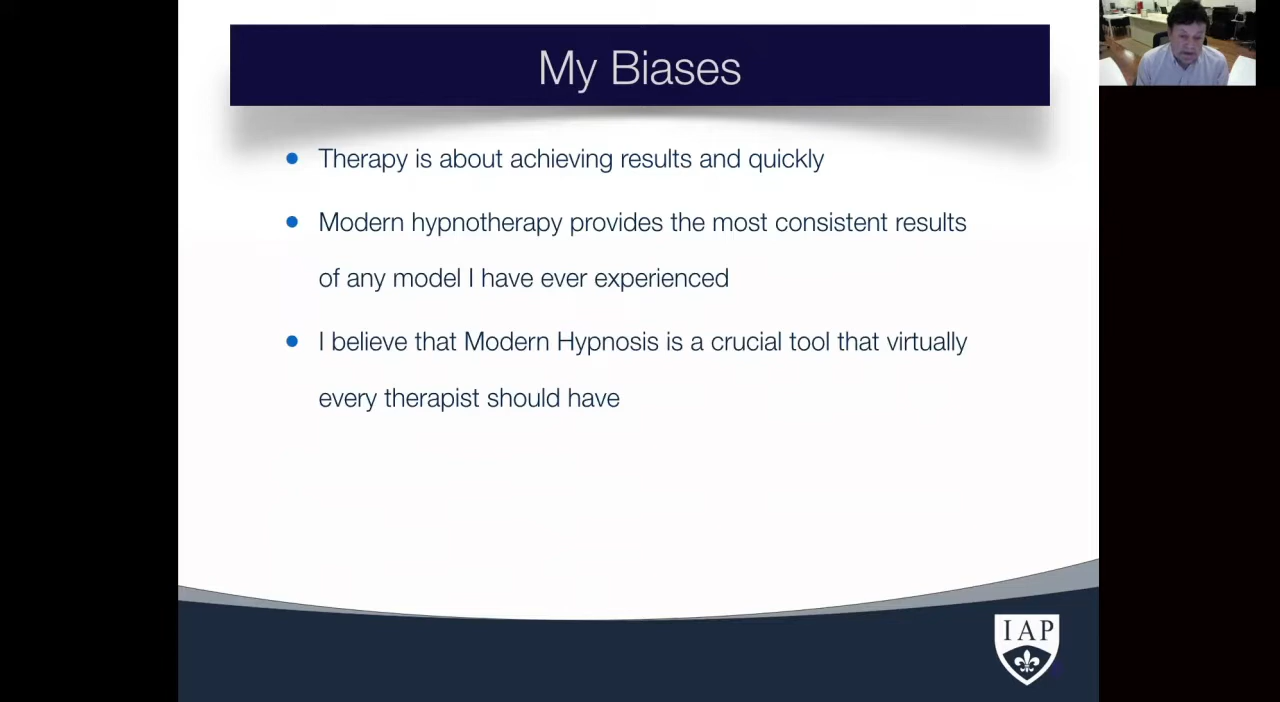 My Biases
Therapy is about achieving results and quickly
Modern hypnotherapy provides the most consistent results
of any model I have ever experienced
I believe that Modern Hypnosis is a crucial tool that virtually
every therapist should have
IAP